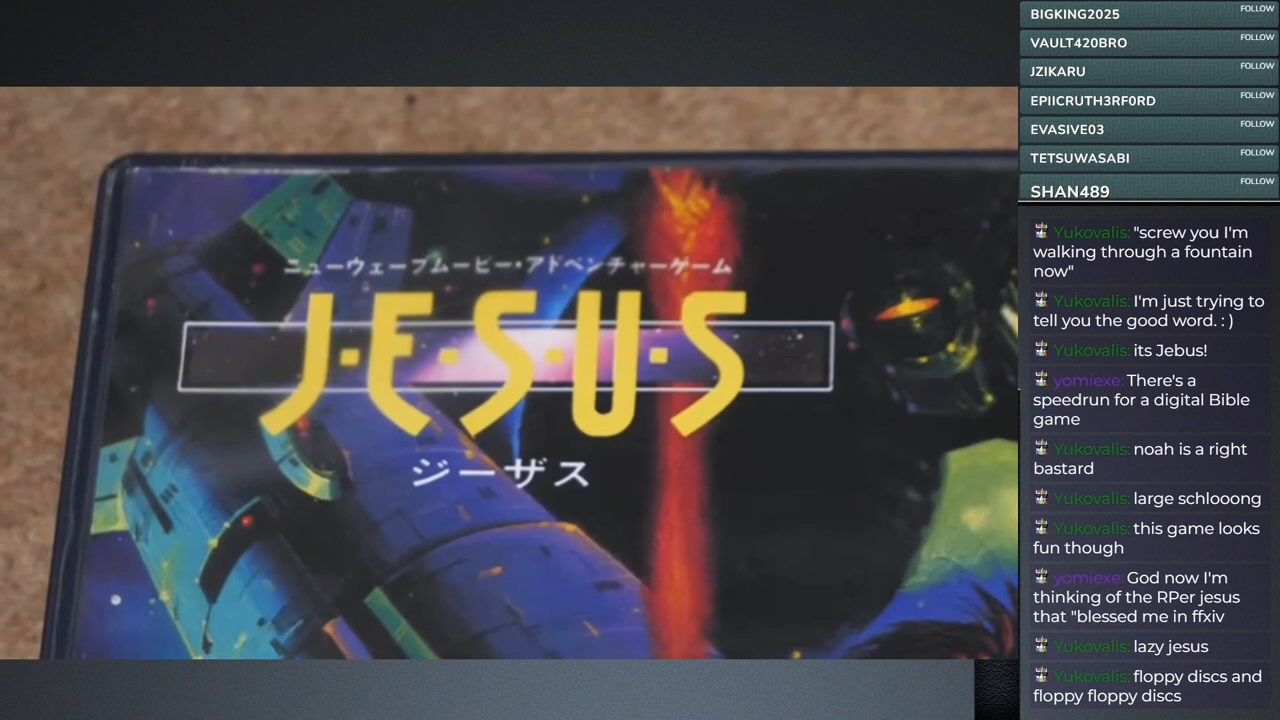 ニューウェーブムービー・アドベンチャーゲーム
J・E・S・U・S
ジーザス
BIGKING2025 FOLLOW
VAULT420BRO FOLLOW
JZIKARU FOLLOW
EPIICRUTH3RF0RD FOLLOW
EVASIVE03 FOLLOW
TETSUWASABI FOLLOW
SHAN489 FOLLOW
Yukovalis: "screw you I'm
walking through a fountain
now"
Yukovalis: I'm just trying to
tell you the good word. : )
Yukovalis: its Jebus!
yomiexe: There's a
speedrun for a digital Bible
game
Yukovalis: noah is a right
bastard
Yukovalis: large schlooong
Yukovalis: this game looks
fun though
yomiexe: God now I'm
thinking of the RPer jesus
that "blessed me in ffxiv
Yukovalis: lazy jesus
Yukovalis: floppy discs and
floppy floppy discs